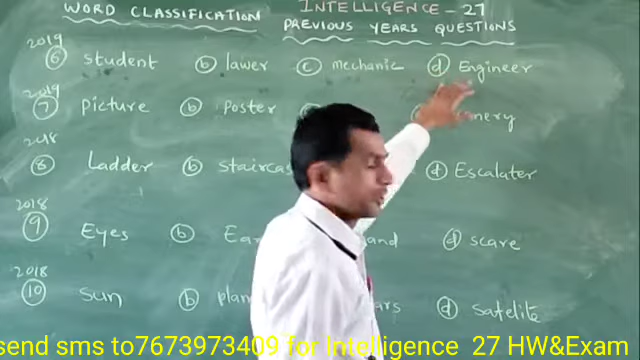 WORD CLASSIFICATION INTELLIGENCE - 27
PREVIOUS YEARS QUESTIONS
2019
6 student b lawer c mechanic d Engineer
2019
7 picture b Poster
2018
8 Ladder b d Escalater
2018
9 Eyes b d scare
2018
10 sun b d satelite
send sms to7673973409 for Intelligence 27 HW&Exam